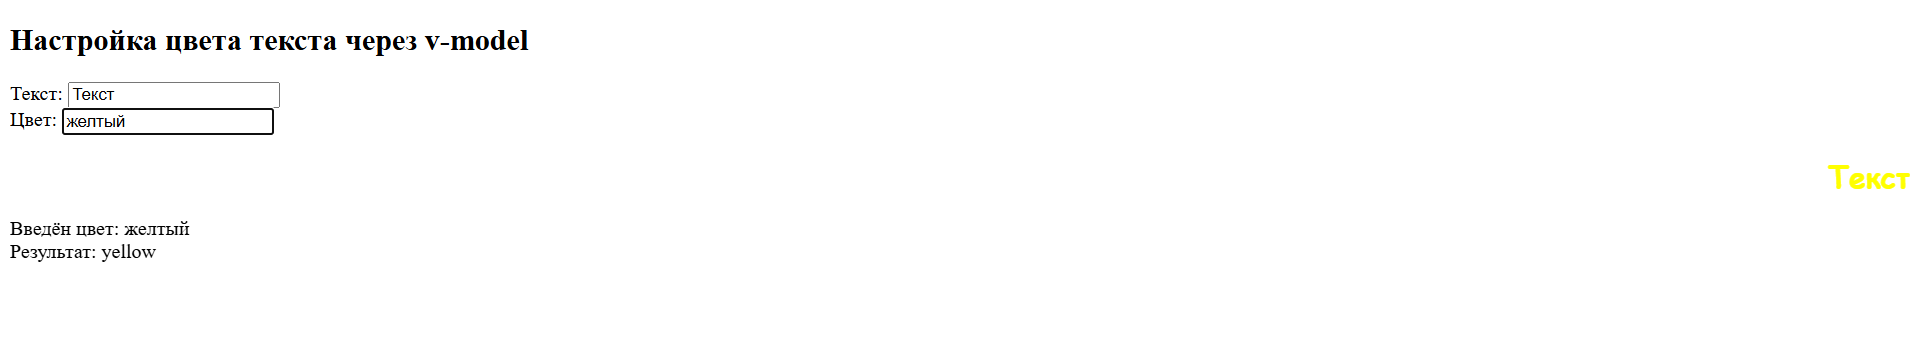 Настройка цвета текста через v-model
Текст: Текст
Цвет: желтый
Текст
Введён цвет: желтый
Результат: yellow